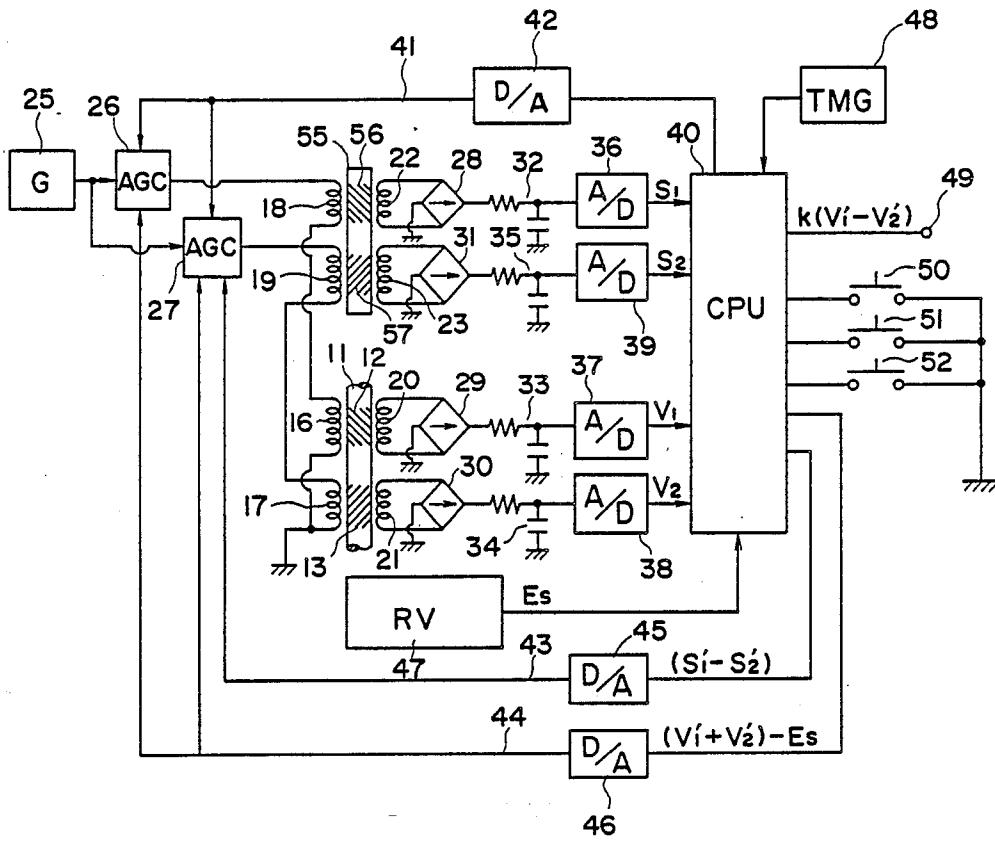 42
48
41
25
26
D/A
TMG
55
56
40
36
G
AGC
22
28
32
A/D
S1
49
18
k(V1′−V2′)
AGC
31
35
A/D
S2
50
27
19
57
23
39
CPU
51
11
12
20
29
33
37
52
16
A/D
V1
30
17
A/D
V2
13
21
34
38
Es
RV
45
47
43
D/A
(S1′−S2′)
44
D/A
(V1′+V2′)−Es
46